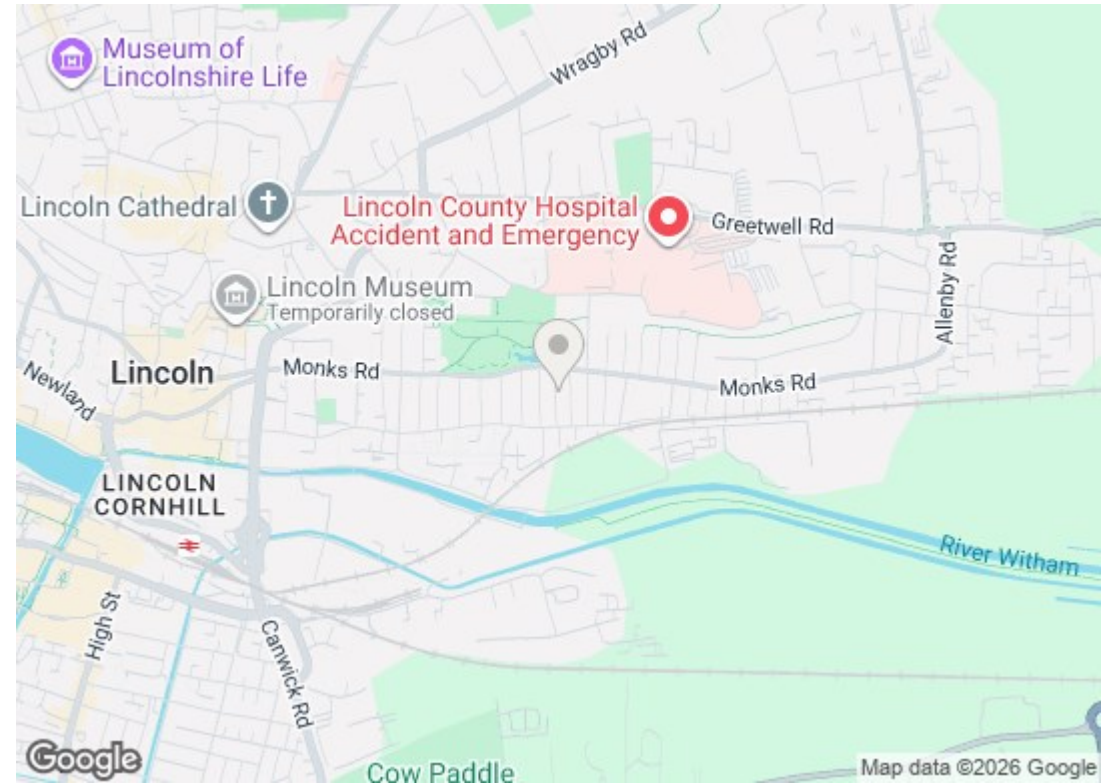 Museum of
Lincolnshire Life
Wragby Rd
Lincoln Cathedral
Lincoln County Hospital
Accident and Emergency
Greetwell Rd
Allenby Rd
Lincoln Museum
Temporarily closed
Newland
Lincoln
Monks Rd
Monks Rd
LINCOLN
CORNHILL
River Witham
High St
Canwick Rd
Cow Paddle
Google
Map data ©2026 Google